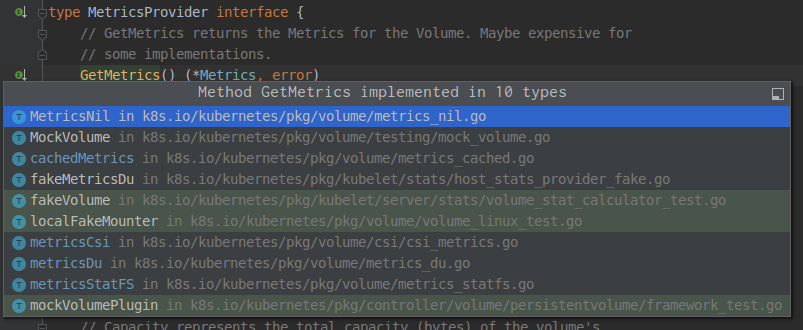 type MetricsProvider interface {
// GetMetrics returns the Metrics for the Volume. Maybe expensive for
// some implementations.
GetMetrics() (*Metrics, error)
Method GetMetrics implemented in 10 types
MetricsNil in k8s.io/kubernetes/pkg/volume/metrics_nil.go
MockVolume in k8s.io/kubernetes/pkg/volume/testing/mock_volume.go
cachedMetrics in k8s.io/kubernetes/pkg/volume/metrics_cached.go
fakeMetricsDu in k8s.io/kubernetes/pkg/kubelet/stats/host_stats_provider_fake.go
fakeVolume in k8s.io/kubernetes/pkg/kubelet/server/stats/volume_stat_calculator_test.go
localFakeMounter in k8s.io/kubernetes/pkg/volume/volume_linux_test.go
metricsCsi in k8s.io/kubernetes/pkg/volume/csi/csi_metrics.go
metricsDu in k8s.io/kubernetes/pkg/volume/metrics_du.go
metricsStatFS in k8s.io/kubernetes/pkg/volume/metrics_statfs.go
mockVolumePlugin in k8s.io/kubernetes/pkg/controller/volume/persistentvolume/framework_test.go
// Capacity represents the total capacity (bytes) of the volume's